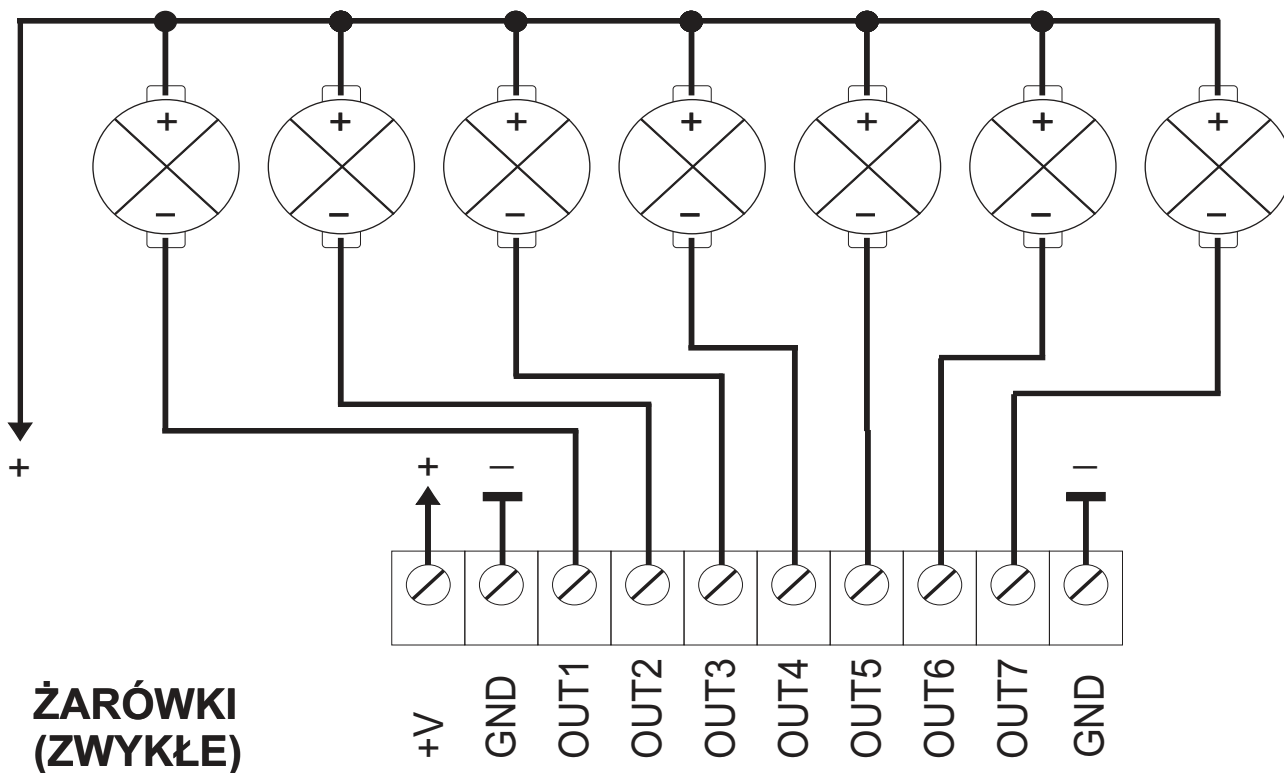 + + + + + + +
– – – – – – –
+
+ – –
+V GND OUT1 OUT2 OUT3 OUT4 OUT5 OUT6 OUT7 GND
ŻARÓWKI
(ZWYKŁE)